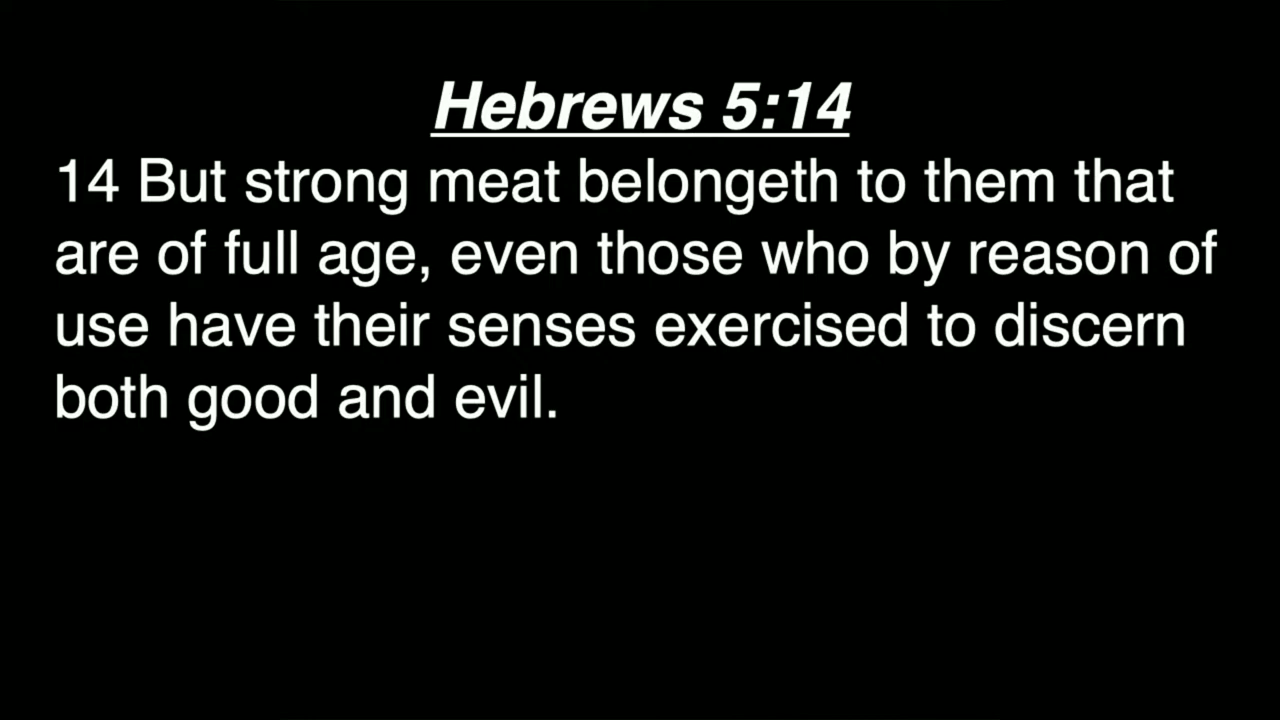 Hebrews 5:14
14 But strong meat belongeth to them that
are of full age, even those who by reason of
use have their senses exercised to discern
both good and evil.